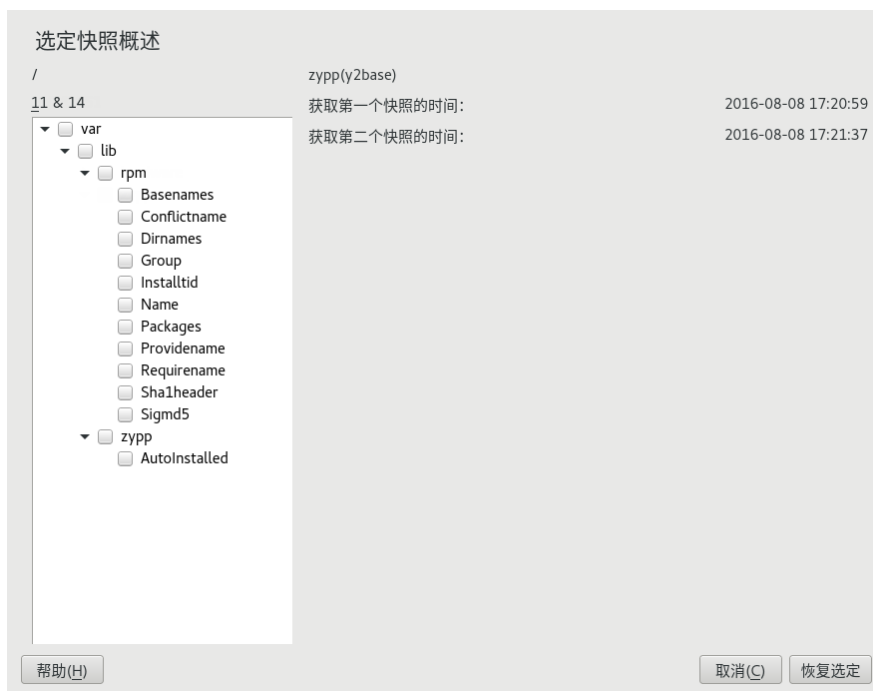 选定快照概述
/
zypp(y2base)
11 & 14
获取第一个快照的时间:
2016-08-08 17:20:59
获取第二个快照的时间:
2016-08-08 17:21:37
var
lib
rpm
Basenames
Conflictname
Dirnames
Group
Installtid
Name
Packages
Providename
Requirename
Sha1header
Sigmd5
zypp
AutoInstalled
帮助(H)
取消(C)
恢复选定